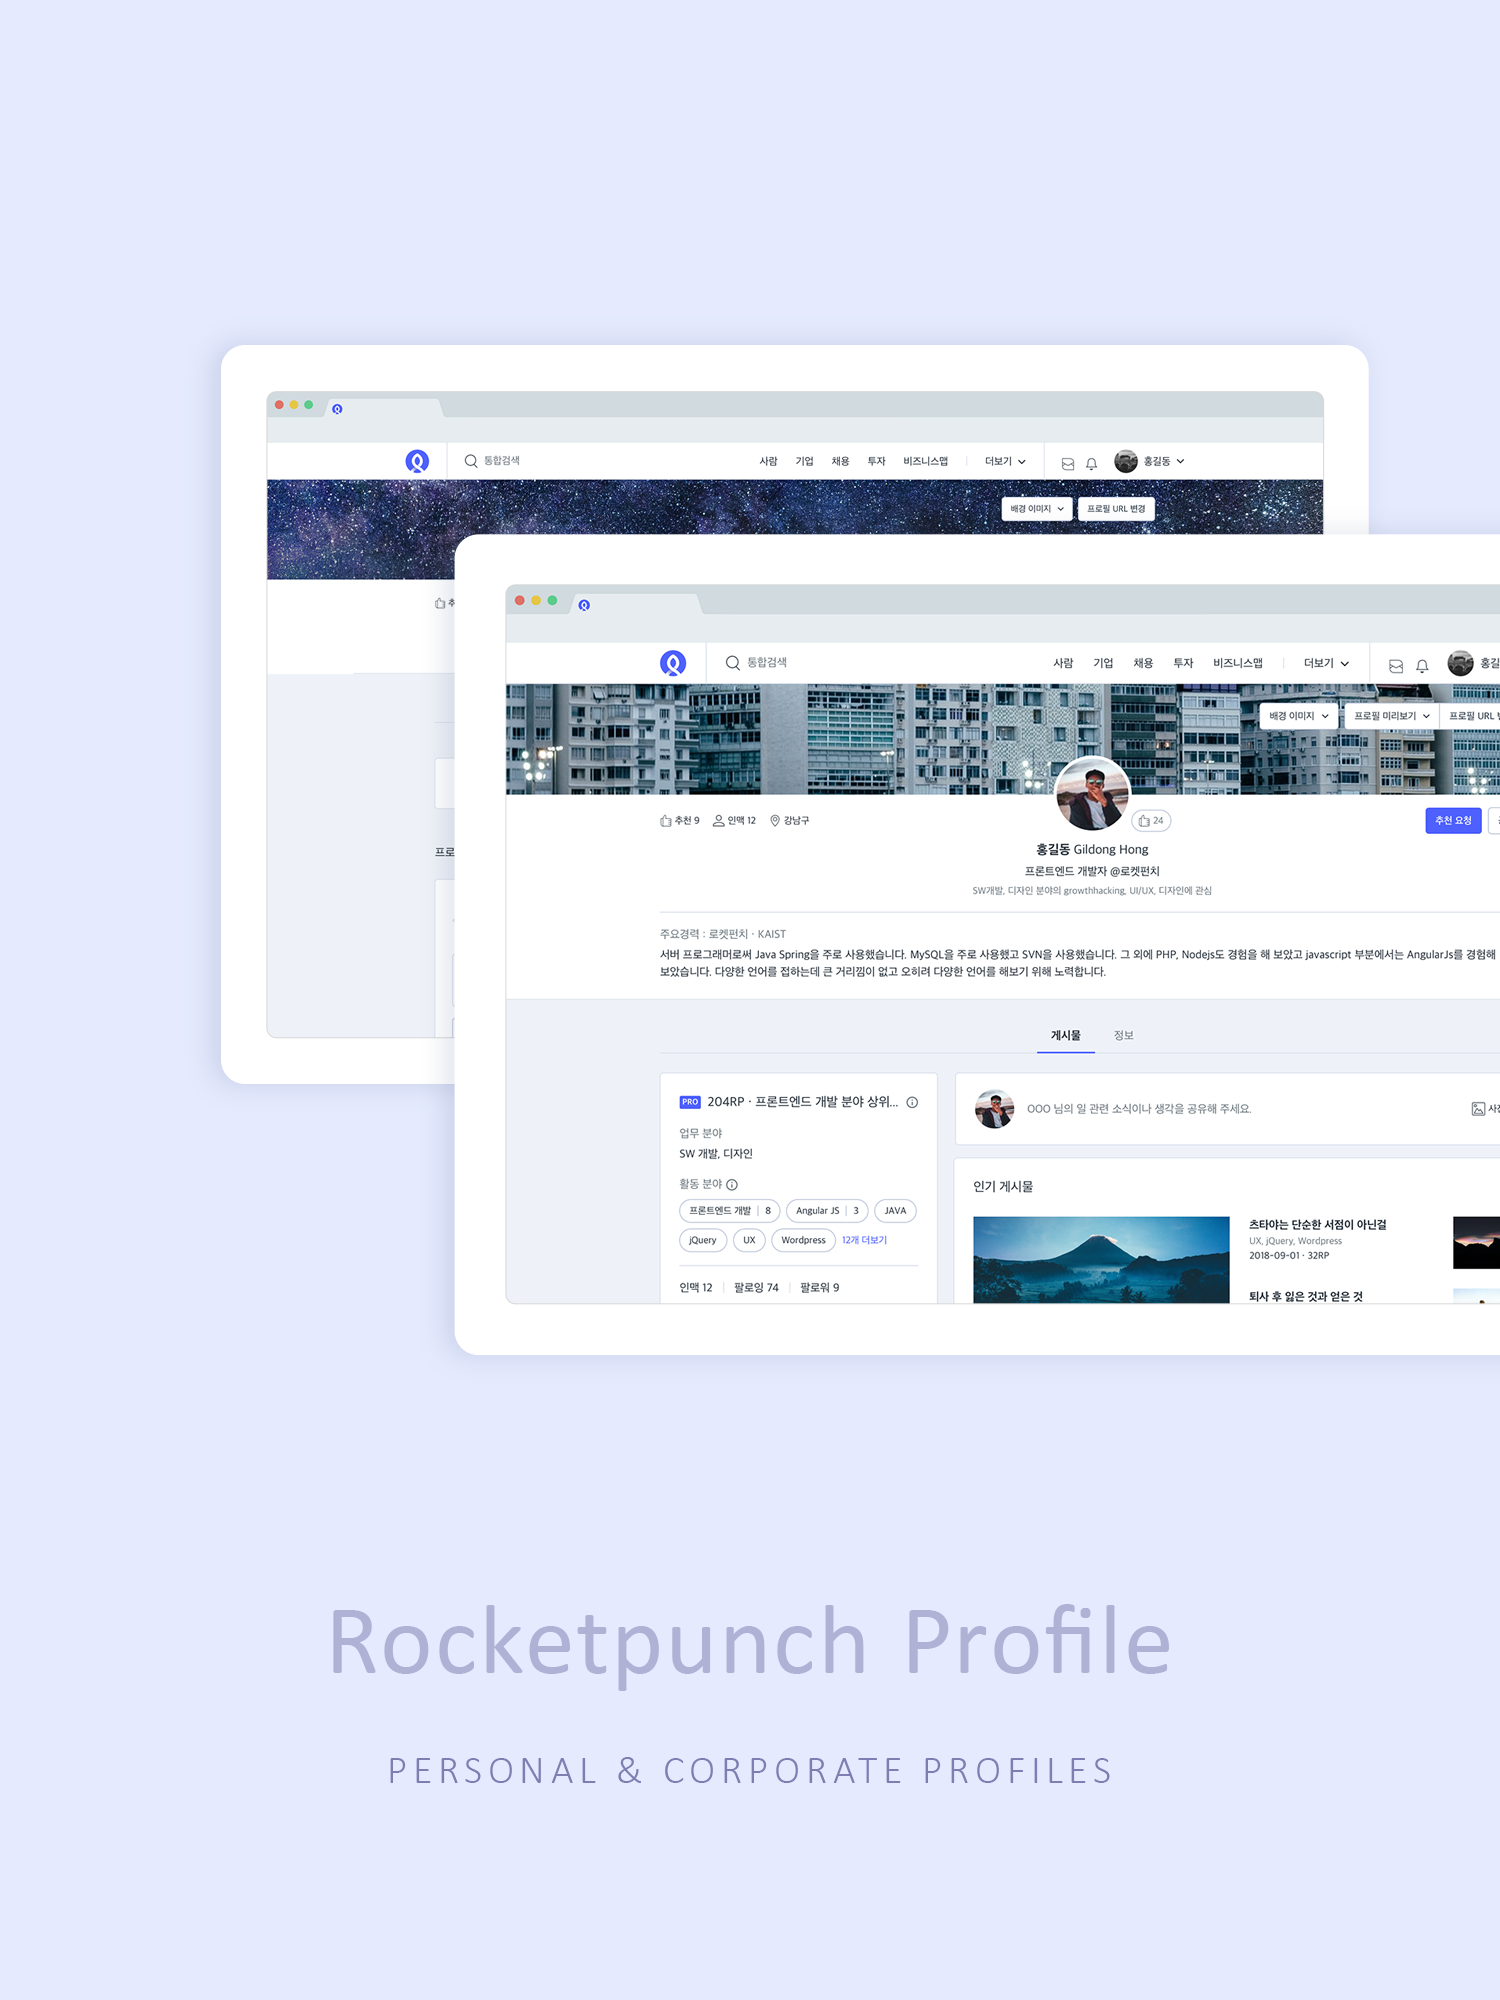 통합검색
사람 기업 채용 투자 비즈니스맵 더보기 홍길동
배경 이미지 프로필 URL 변경
통합검색
사람 기업 채용 투자 비즈니스맵 더보기
배경 이미지 프로필 미리보기 프로필 URL
추천 9 인맥 12 강남구
24
추천 요청
홍길동 Gildong Hong
프론트엔드 개발자 @로켓펀치
SW개발, 디자인 분야의 growthhacking, UI/UX, 디자인에 관심
주요경력 : 로켓펀치 · KAIST
서버 프로그래머로써 Java Spring을 주로 사용했습니다. MySQL을 주로 사용했고 SVN을 사용했습니다. 그 외에 PHP, Nodejs도 경험을 해 보았고 javascript 부분에서는 AngularJs를 경험해
보았습니다. 다양한 언어를 접하는데 큰 거리낌이 없고 오히려 다양한 언어를 해보기 위해 노력합니다.
게시물 정보
PRO 204RP · 프론트엔드 개발 분야 상위...
업무 분야
SW 개발, 디자인
활동 분야
프론트엔드 개발 | 8 Angular JS | 3 JAVA
jQuery UX Wordpress 12개 더보기
인맥 12 팔로잉 74 팔로워 9
OOO 님의 일 관련 소식이나 생각을 공유해 주세요.
인기 게시물
츠타야는 단순한 서점이 아닌걸
UX, jQuery, Wordpress
2018-09-01 · 32RP
퇴사 후 잃은 것과 얻은 것
Rocketpunch Profile
PERSONAL & CORPORATE PROFILES